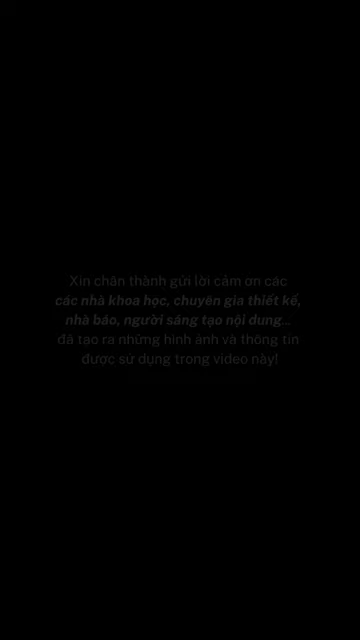 Xin chân thành gửi lời cảm ơn các
các nhà khoa học, chuyên gia thiết kế,
nhà báo, người sáng tạo nội dung...
đã tạo ra những hình ảnh và thông tin
được sử dụng trong video này!